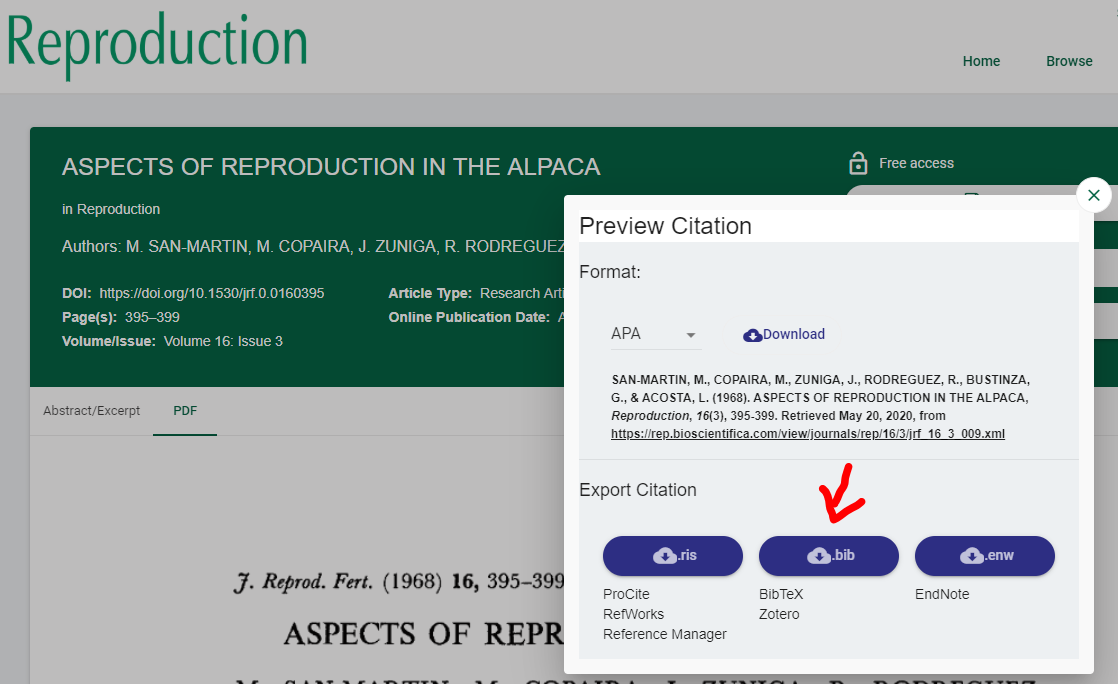 Reproduction
Home Browse
ASPECTS OF REPRODUCTION IN THE ALPACA
Free access
in Reproduction
Authors: M. SAN-MARTIN, M. COPAIRA, J. ZUNIGA, R. RODREGUEZ
DOI: https://doi.org/10.1530/jrf.0.0160395
Article Type: Research Arti
Page(s): 395–399
Online Publication Date:
Volume/Issue: Volume 16: Issue 3
Abstract/Excerpt PDF
J. Reprod. Fert. (1968) 16, 395–399
ASPECTS OF REPR
M. SAN-MARTIN, M. COPAIRA, J. ZUNIGA, R. RODREGUEZ
Preview Citation
Format:
APA
Download
SAN-MARTIN, M., COPAIRA, M., ZUNIGA, J., RODREGUEZ, R., BUSTINZA,
G., & ACOSTA, L. (1968). ASPECTS OF REPRODUCTION IN THE ALPACA,
Reproduction, 16(3), 395-399. Retrieved May 20, 2020, from
https://rep.bioscientifica.com/view/journals/rep/16/3/jrf_16_3_009.xml
Export Citation
.ris
.bib
.enw
ProCite
RefWorks
Reference Manager
BibTeX
Zotero
EndNote